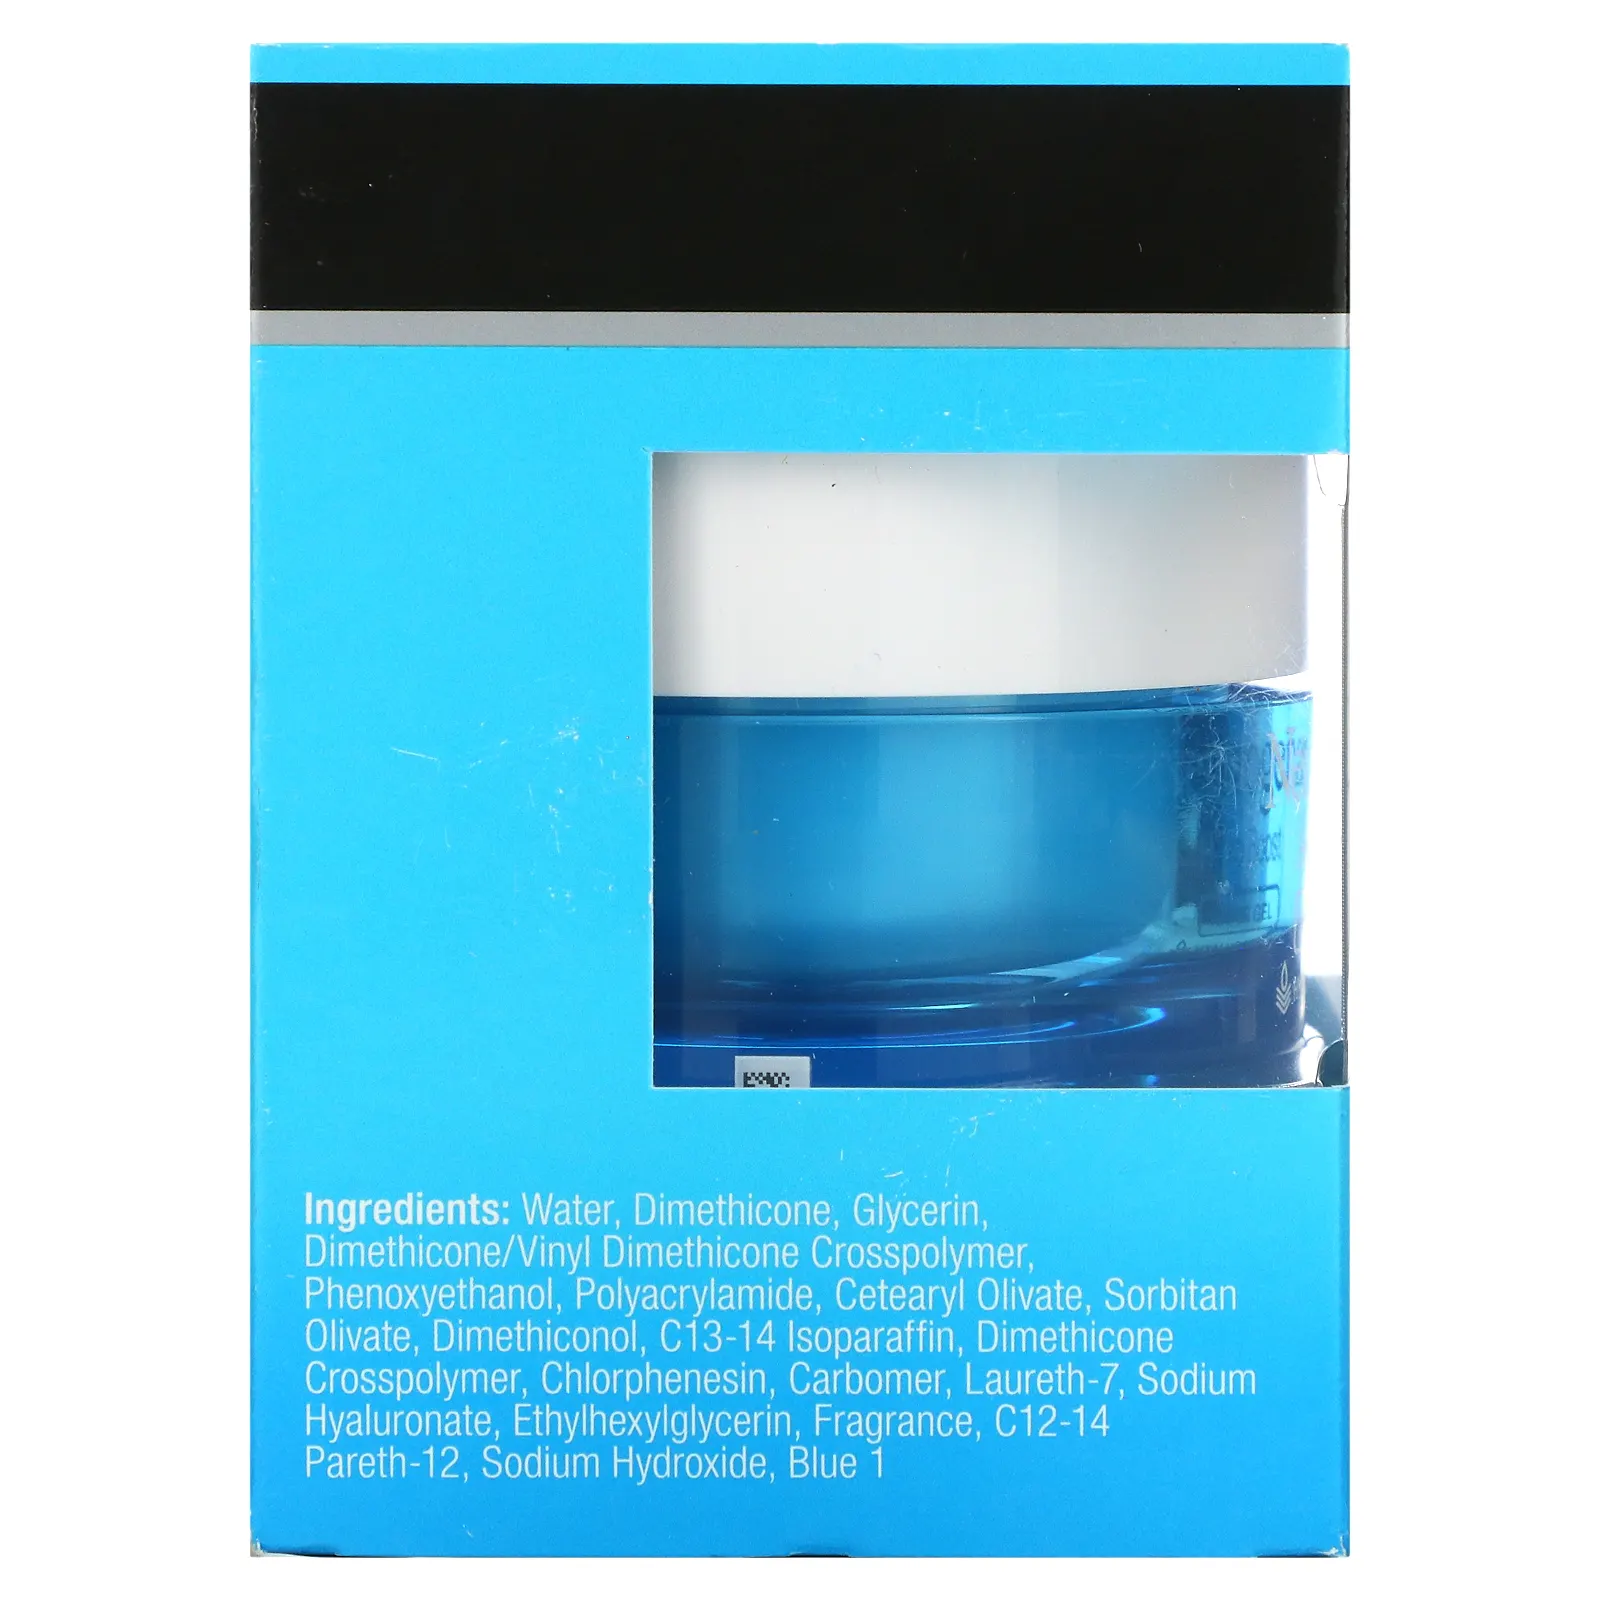 GEL
Ingredients: Water, Dimethicone, Glycerin,
Dimethicone/Vinyl Dimethicone Crosspolymer,
Phenoxyethanol, Polyacrylamide, Cetearyl Olivate, Sorbitan
Olivate, Dimethiconol, C13-14 Isoparaffin, Dimethicone
Crosspolymer, Chlorphenesin, Carbomer, Laureth-7, Sodium
Hyaluronate, Ethylhexylglycerin, Fragrance, C12-14
Pareth-12, Sodium Hydroxide, Blue 1